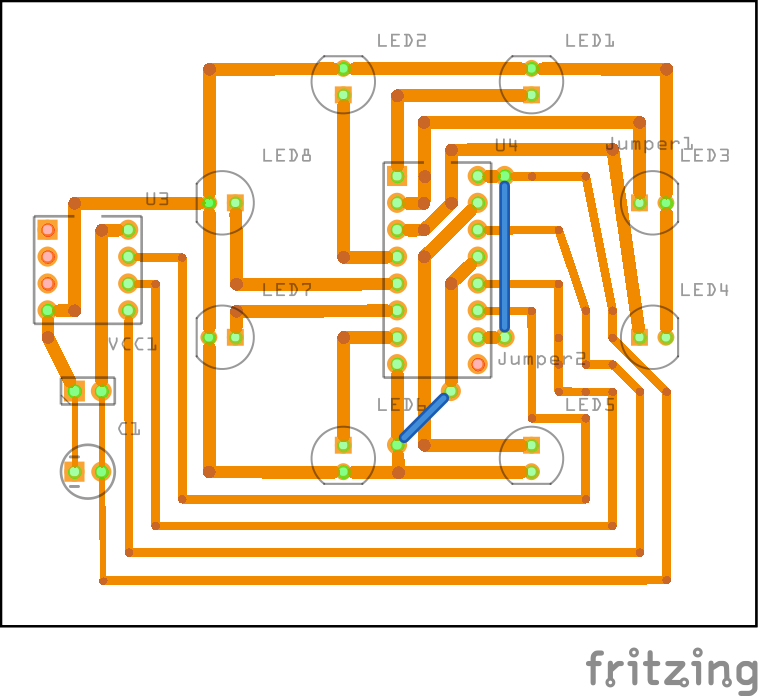 LED2
LED1
U4
Jumper1
LED8
LED3
U3
LED7
LED4
VCC1
Jumper2
LED6
LED5
C1
fritzing